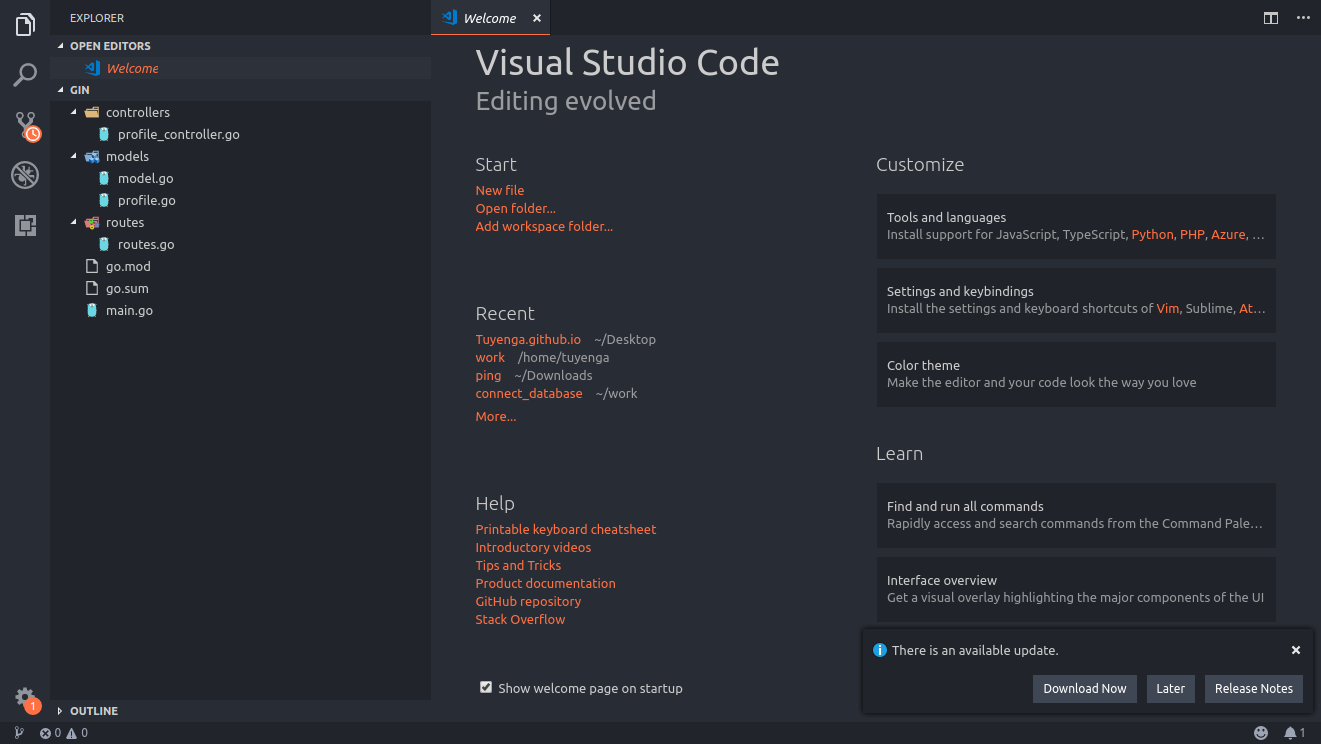 EXPLORER
OPEN EDITORS
Welcome
GIN
controllers
profile_controller.go
models
model.go
profile.go
routes
routes.go
go.mod
go.sum
main.go
OUTLINE
Welcome
Visual Studio Code
Editing evolved
Start
New file
Open folder...
Add workspace folder...
Recent
Tuyenga.github.io ~/Desktop
work /home/tuyenga
ping ~/Downloads
connect_database ~/work
More...
Help
Printable keyboard cheatsheet
Introductory videos
Tips and Tricks
Product documentation
GitHub repository
Stack Overflow
Show welcome page on startup
Customize
Tools and languages
Install support for JavaScript, TypeScript, Python, PHP, Azure, …
Settings and keybindings
Install the settings and keyboard shortcuts of Vim, Sublime, At…
Color theme
Make the editor and your code look the way you love
Learn
Find and run all commands
Rapidly access and search commands from the Command Pale…
Interface overview
Get a visual overlay highlighting the major components of the UI
There is an available update.
Download Now Later Release Notes
1
0 0 1